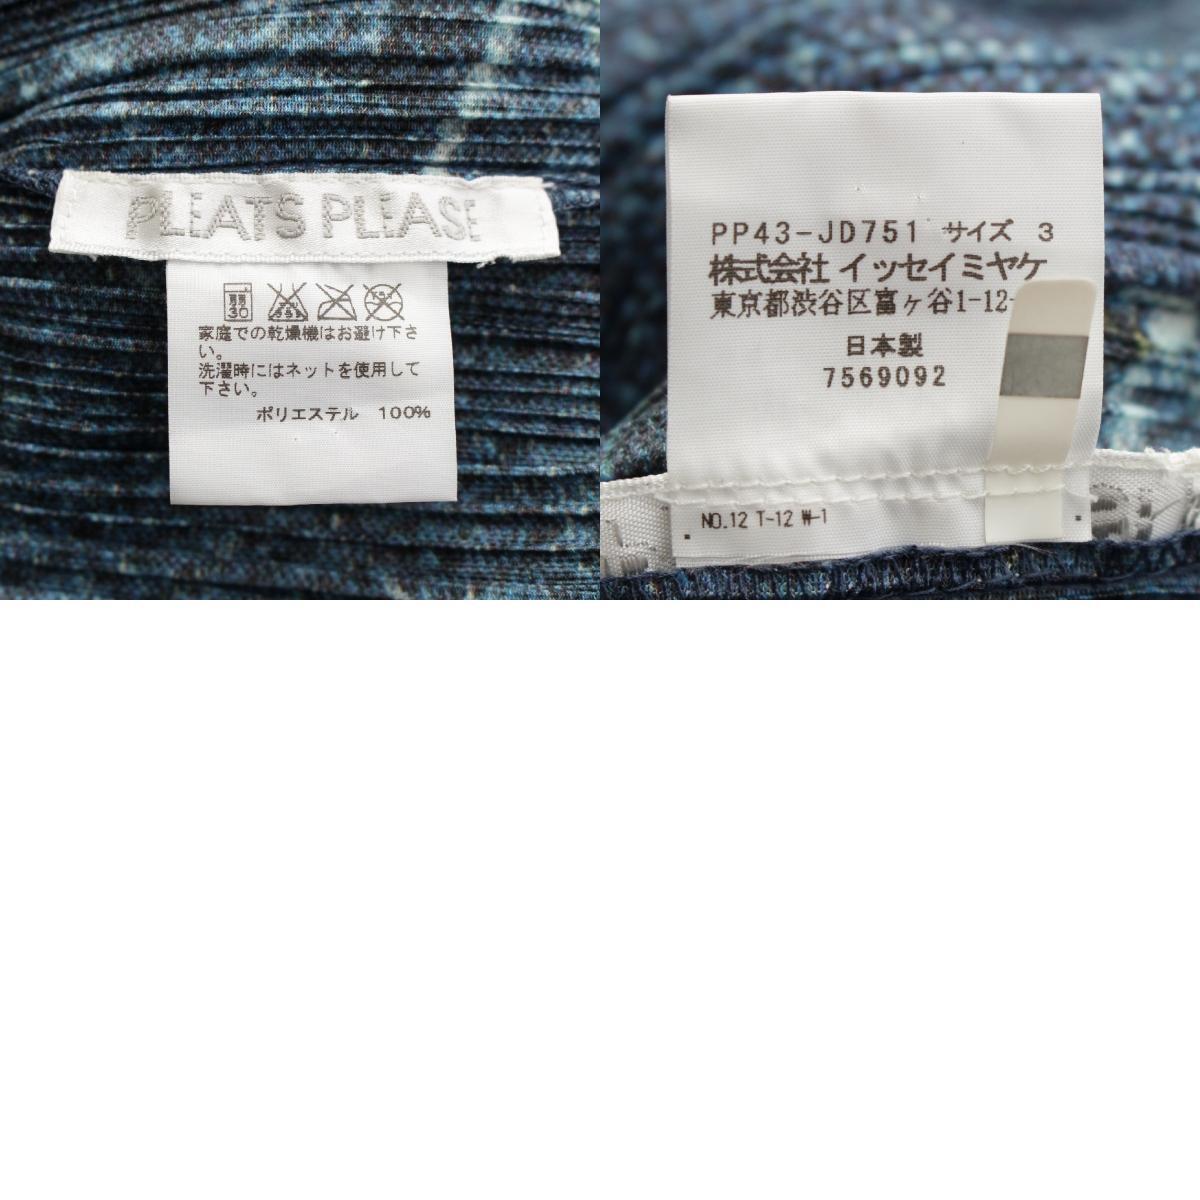 PLEATS PLEASE
30
家庭での乾燥機はお避け下さ
い。
洗濯時にはネットを使用して
下さい。
ポリエステル 100%
PP43-JD751 サイズ 3
株式会社 イッセイミヤケ
東京都渋谷区富ヶ谷1-12-
日本製
7569092
NO.12 T-12 W-1